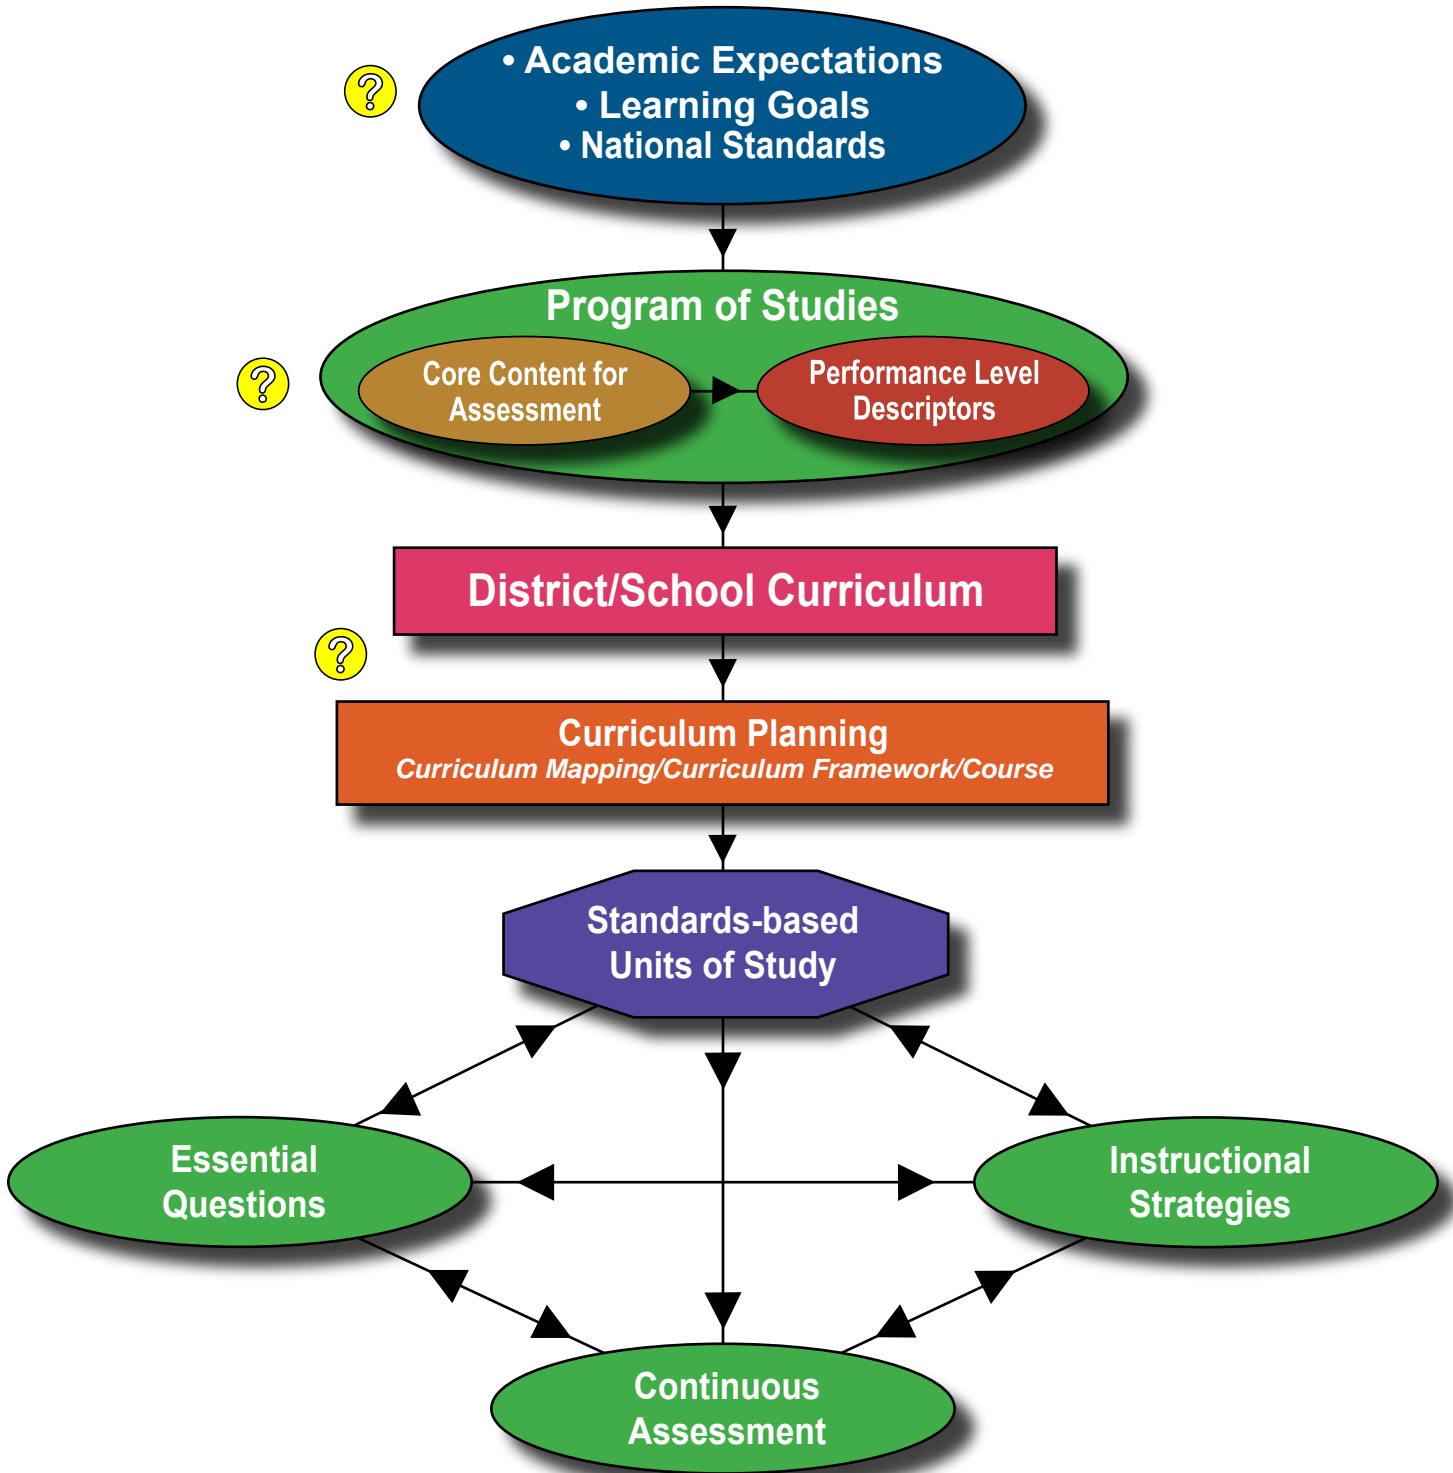 ?
• Academic Expectations
• Learning Goals
• National Standards
Program of Studies
?
Core Content for
Assessment
Performance Level
Descriptors
District/School Curriculum
?
Curriculum Planning
Curriculum Mapping/Curriculum Framework/Course
Standards-based
Units of Study
Essential
Questions
Instructional
Strategies
Continuous
Assessment